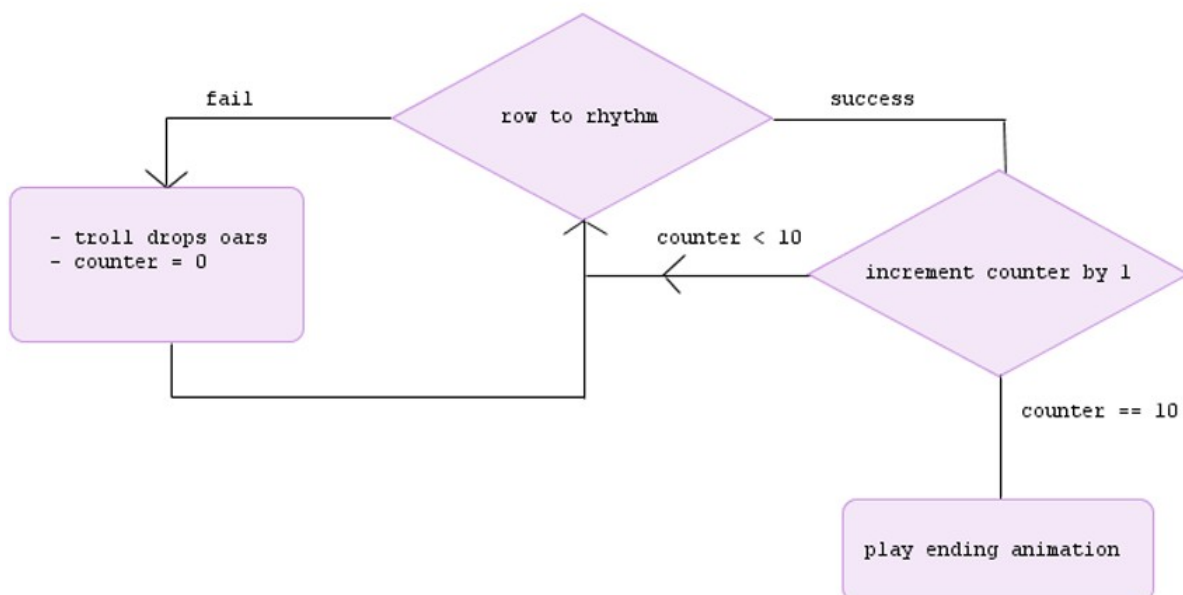 row to rhythm
fail
success
- troll drops oars
- counter = 0
counter < 10
increment counter by 1
counter == 10
play ending animation